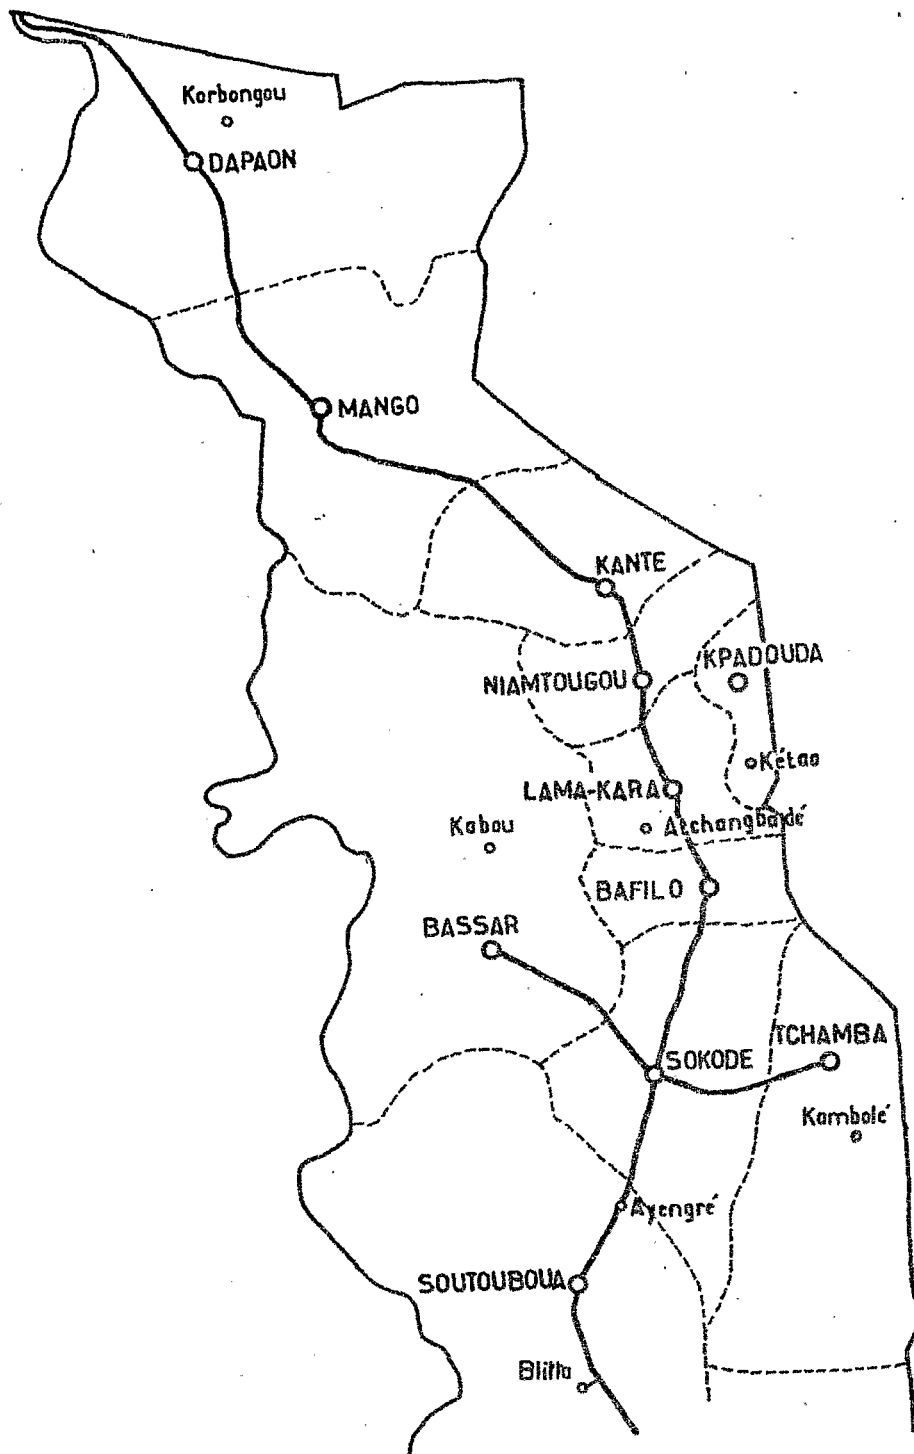 Korbongou
DAPAON
MANGO
KANTE
KPADOUDA
NIAMTOUGOU
Kétao
LAMA-KARA
Kabou
Atchangbadé
BAFILO
BASSAR
TCHAMBA
SOKODE
Kambolé
Ayengré
SOUTOUBOUA
Blitta